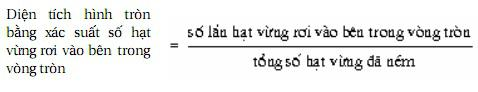 Diện tích hình tròn
bằng xác suất số hạt
vừng rơi vào bên trong
vòng tròn
=
số lần hạt vừng rơi vào bên trong vòng tròn
tổng số hạt vừng đã ném